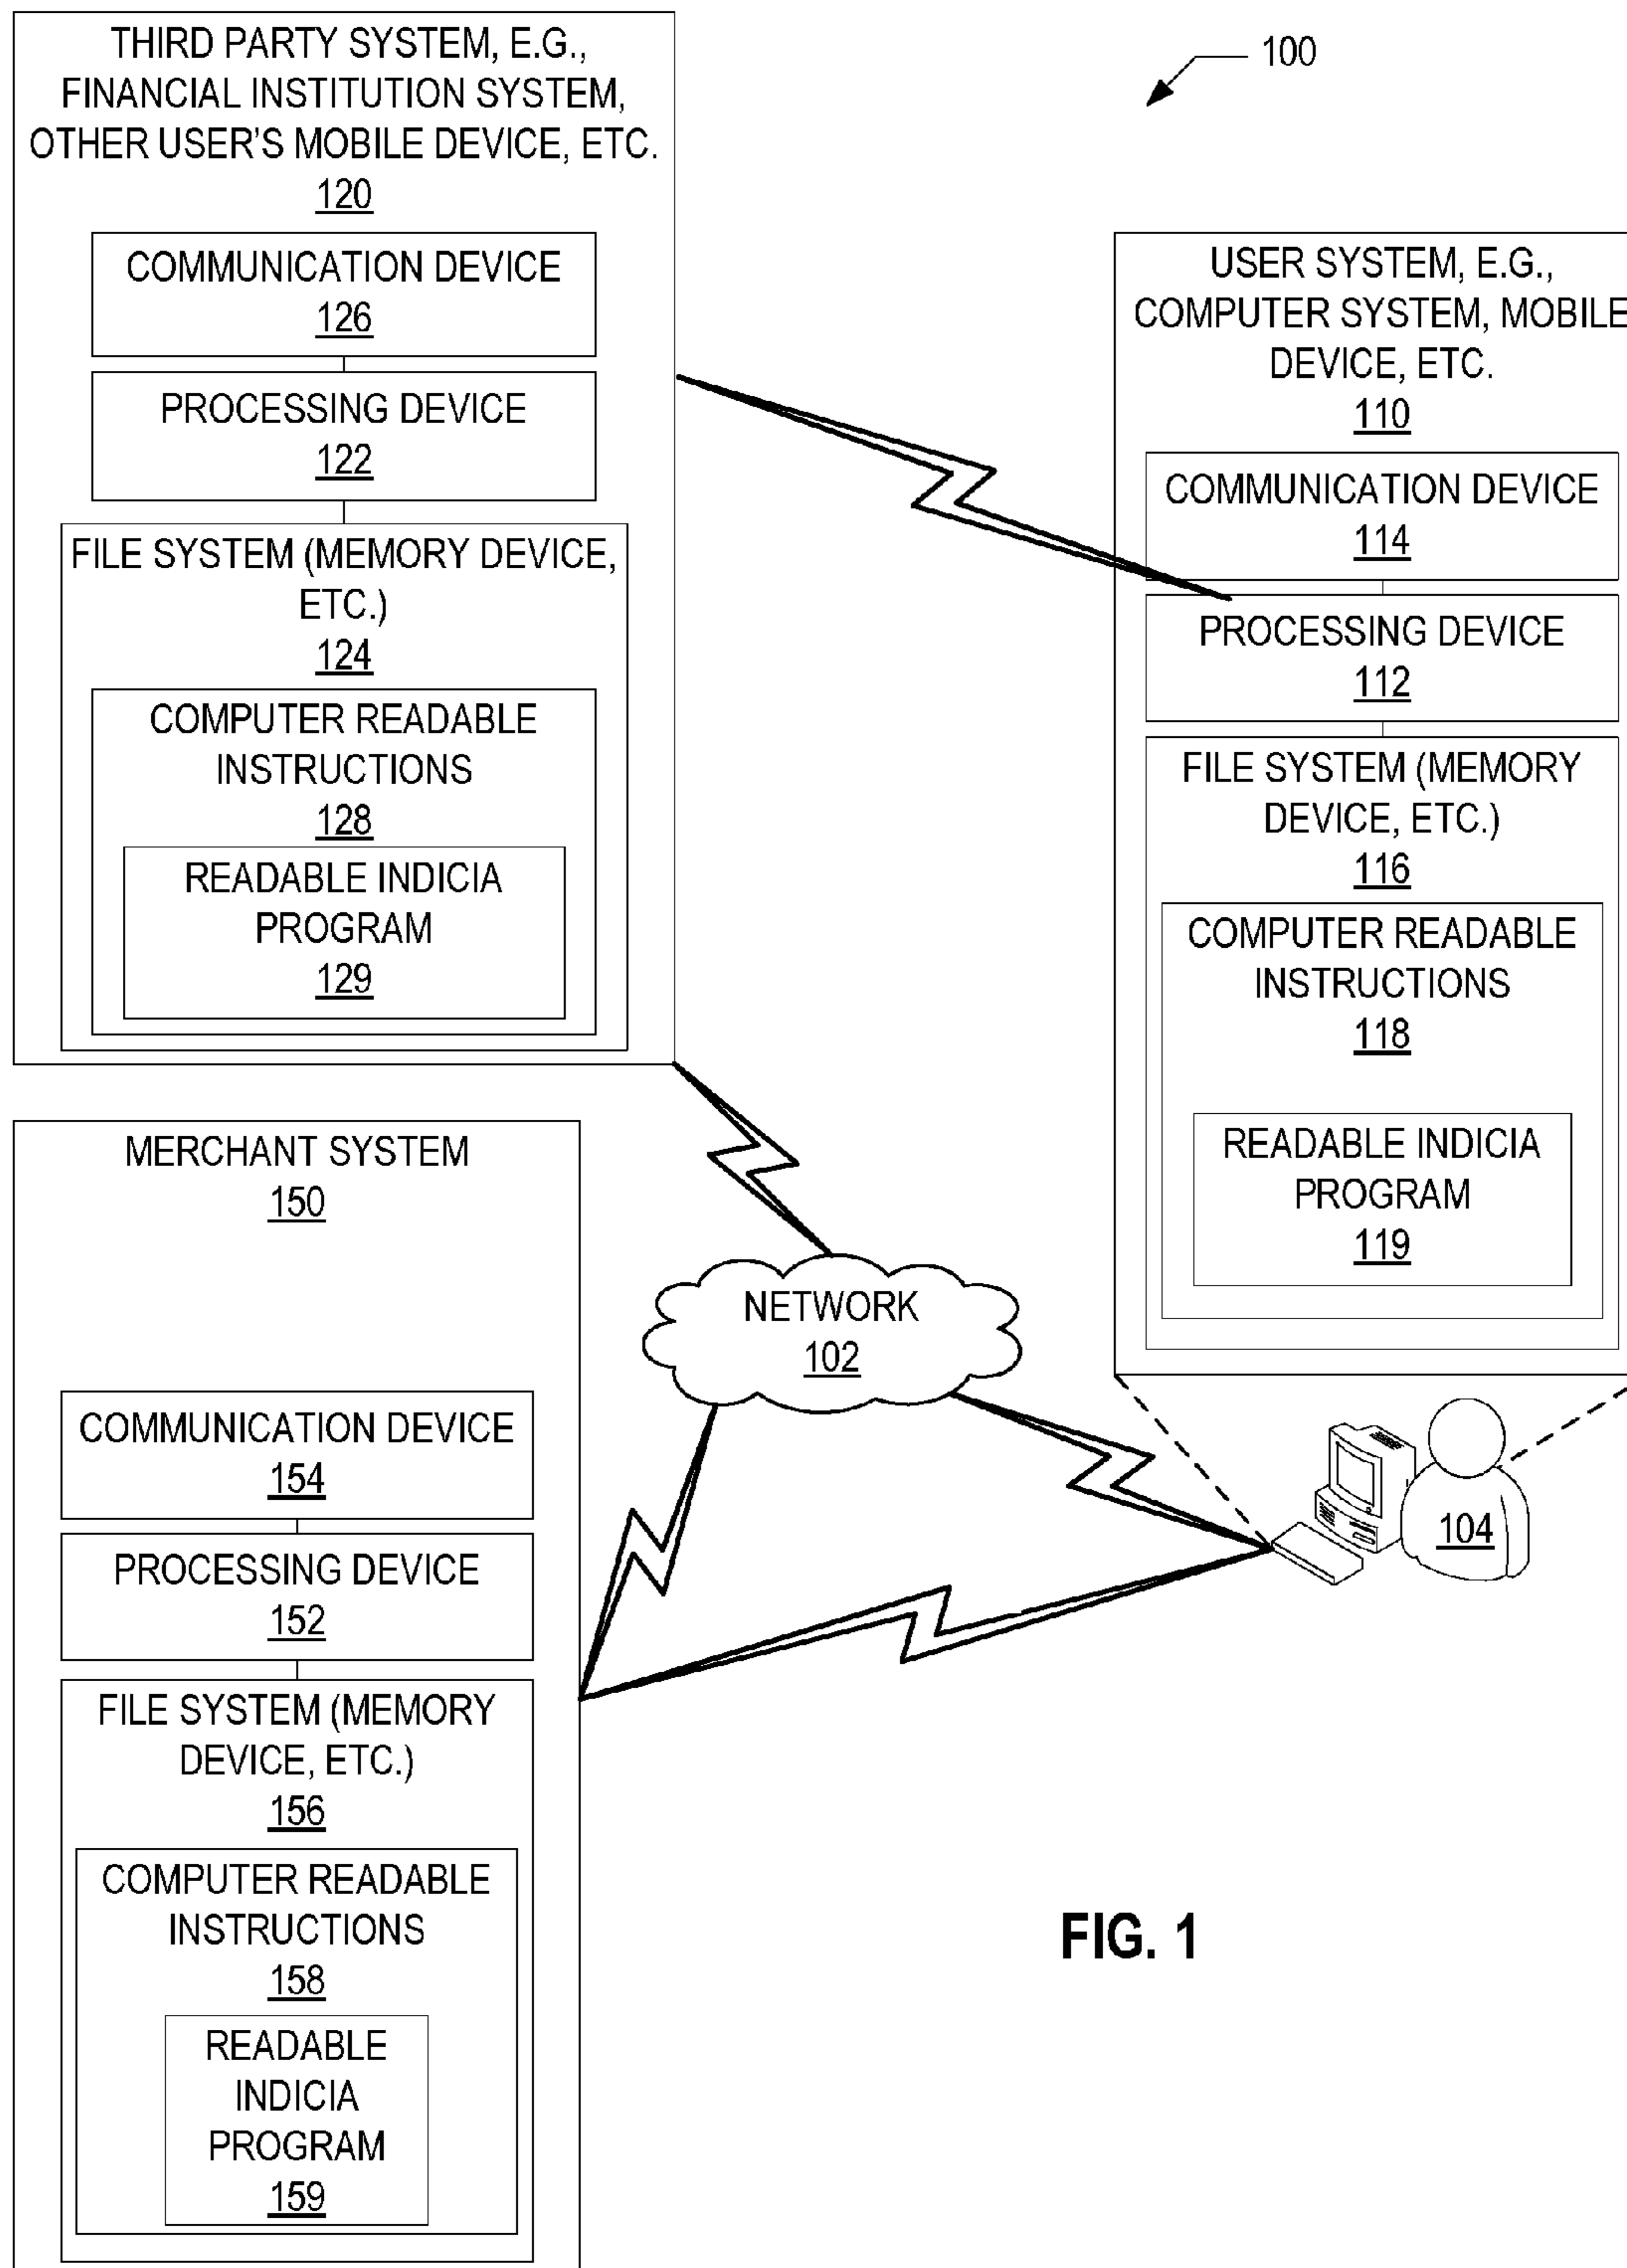 THIRD PARTY SYSTEM, E.G.,
FINANCIAL INSTITUTION SYSTEM,
OTHER USER'S MOBILE DEVICE, ETC.
120
COMMUNICATION DEVICE
126
PROCESSING DEVICE
122
FILE SYSTEM (MEMORY DEVICE,
ETC.)
124
COMPUTER READABLE
INSTRUCTIONS
128
READABLE INDICIA
PROGRAM
129
100
USER SYSTEM, E.G.,
COMPUTER SYSTEM, MOBILE
DEVICE, ETC.
110
COMMUNICATION DEVICE
114
PROCESSING DEVICE
112
FILE SYSTEM (MEMORY
DEVICE, ETC.)
116
COMPUTER READABLE
INSTRUCTIONS
118
READABLE INDICIA
PROGRAM
119
MERCHANT SYSTEM
150
COMMUNICATION DEVICE
154
PROCESSING DEVICE
152
FILE SYSTEM (MEMORY
DEVICE, ETC.)
156
COMPUTER READABLE
INSTRUCTIONS
158
READABLE
INDICIA
PROGRAM
159
NETWORK
102
104
FIG. 1